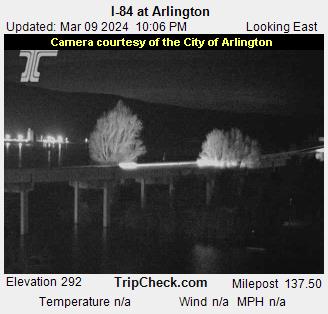 I-84 at Arlington
Updated: Mar 09 2024 10:06 PM Looking East
Camera courtesy of the City of Arlington
Elevation 292 TripCheck.com Milepost 137.50
Temperature n/a Wind n/a MPH n/a